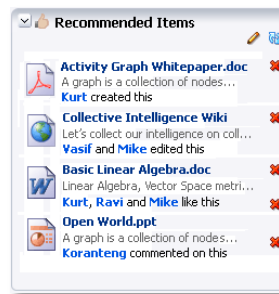 Recommended Items
Activity Graph Whitepaper.doc
A graph is a collection of nodes...
Kurt created this
Collective Intelligence Wiki
Let's collect our intelligence on coll...
Vasif and Mike edited this
Basic Linear Algebra.doc
Linear Algebra, Vector Space metri...
Kurt, Ravi and Mike like this
Open World.ppt
A graph is a collection of nodes...
Koranteng commented on this